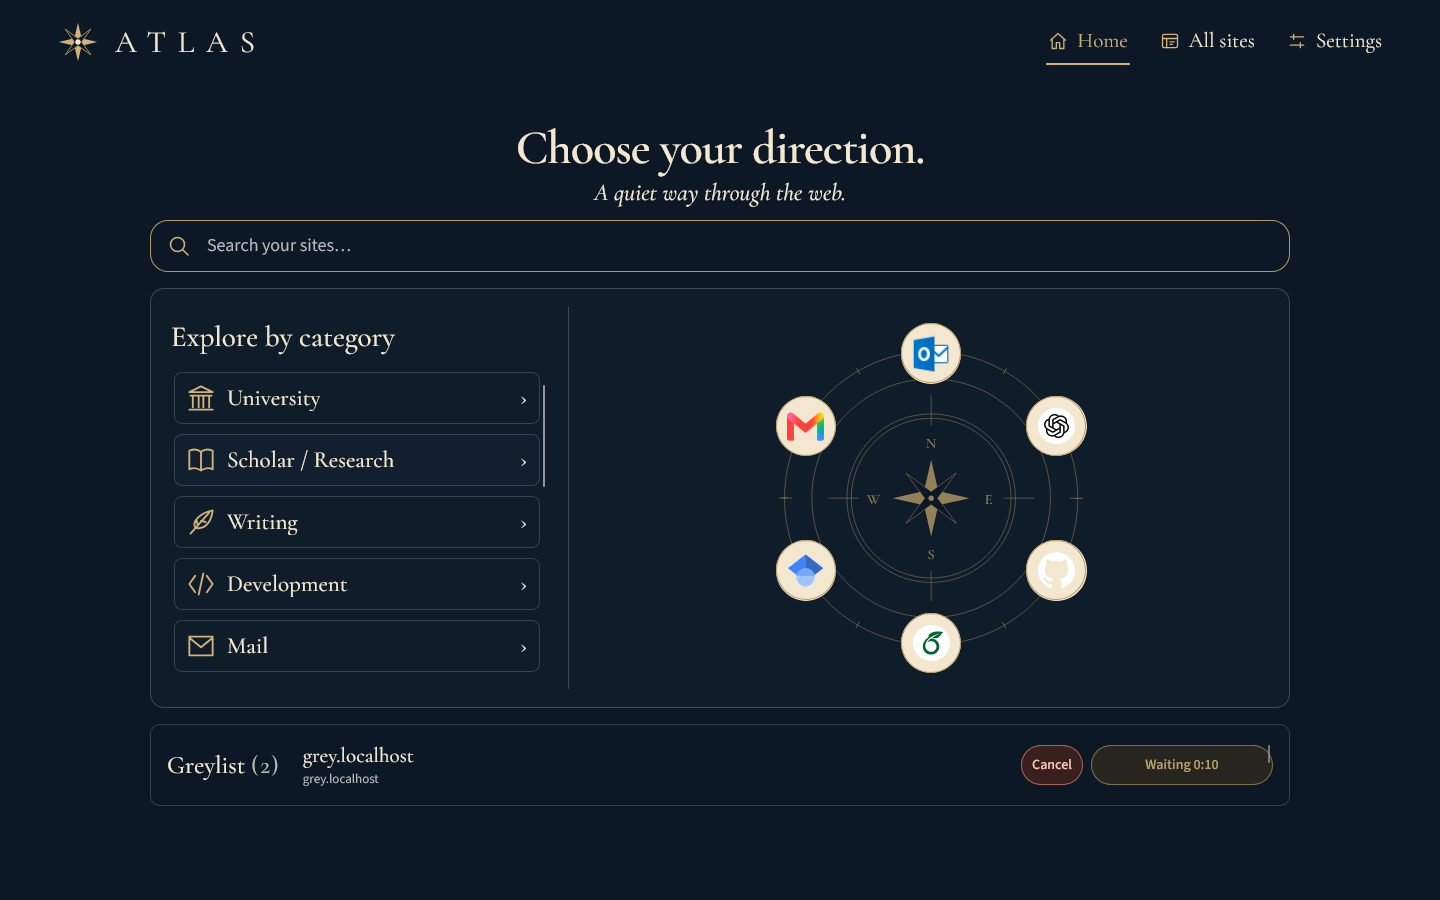 ATLAS
Home
All sites
Settings
Choose your direction.
A quiet way through the web.
Search your sites...
Explore by category
University
Scholar / Research
Writing
Development
Mail
N
W
E
S
Greylist (2)
grey.localhost
grey.localhost
Cancel
Waiting 0:10